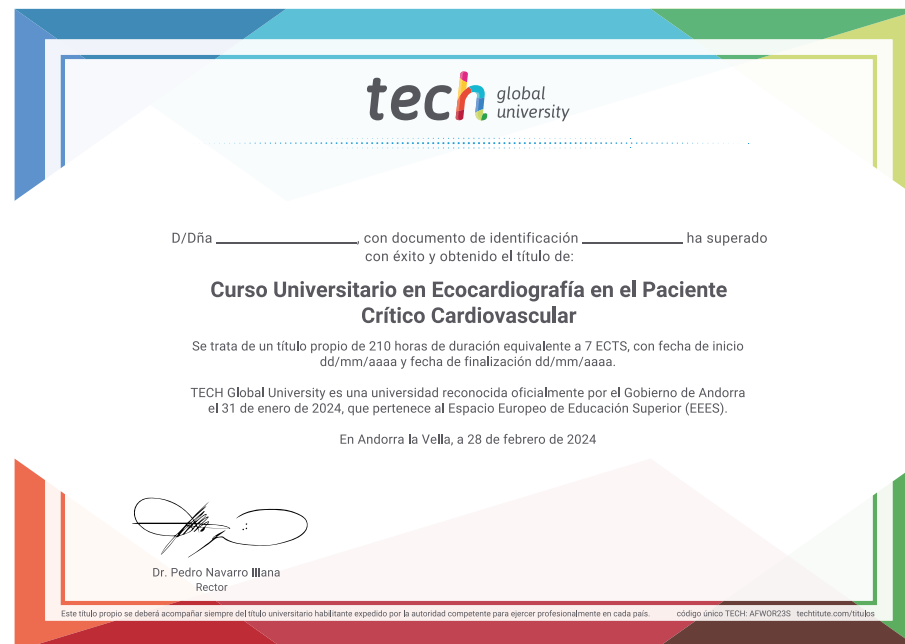 tech global university
D/Dña ____________________, con documento de identificación ______________ ha superado
con éxito y obtenido el título de:
Curso Universitario en Ecocardiografía en el Paciente
Crítico Cardiovascular
Se trata de un título propio de 210 horas de duración equivalente a 7 ECTS, con fecha de inicio
dd/mm/aaaa y fecha de finalización dd/mm/aaaa.
TECH Global University es una universidad reconocida oficialmente por el Gobierno de Andorra
el 31 de enero de 2024, que pertenece al Espacio Europeo de Educación Superior (EEES).
En Andorra la Vella, a 28 de febrero de 2024
Dr. Pedro Navarro Illana
Rector
Este título propio se deberá acompañar siempre del título universitario habilitante expedido por la autoridad competente para ejercer profesionalmente en cada país. código único TECH: AFWOR23S techtitute.com/titulos